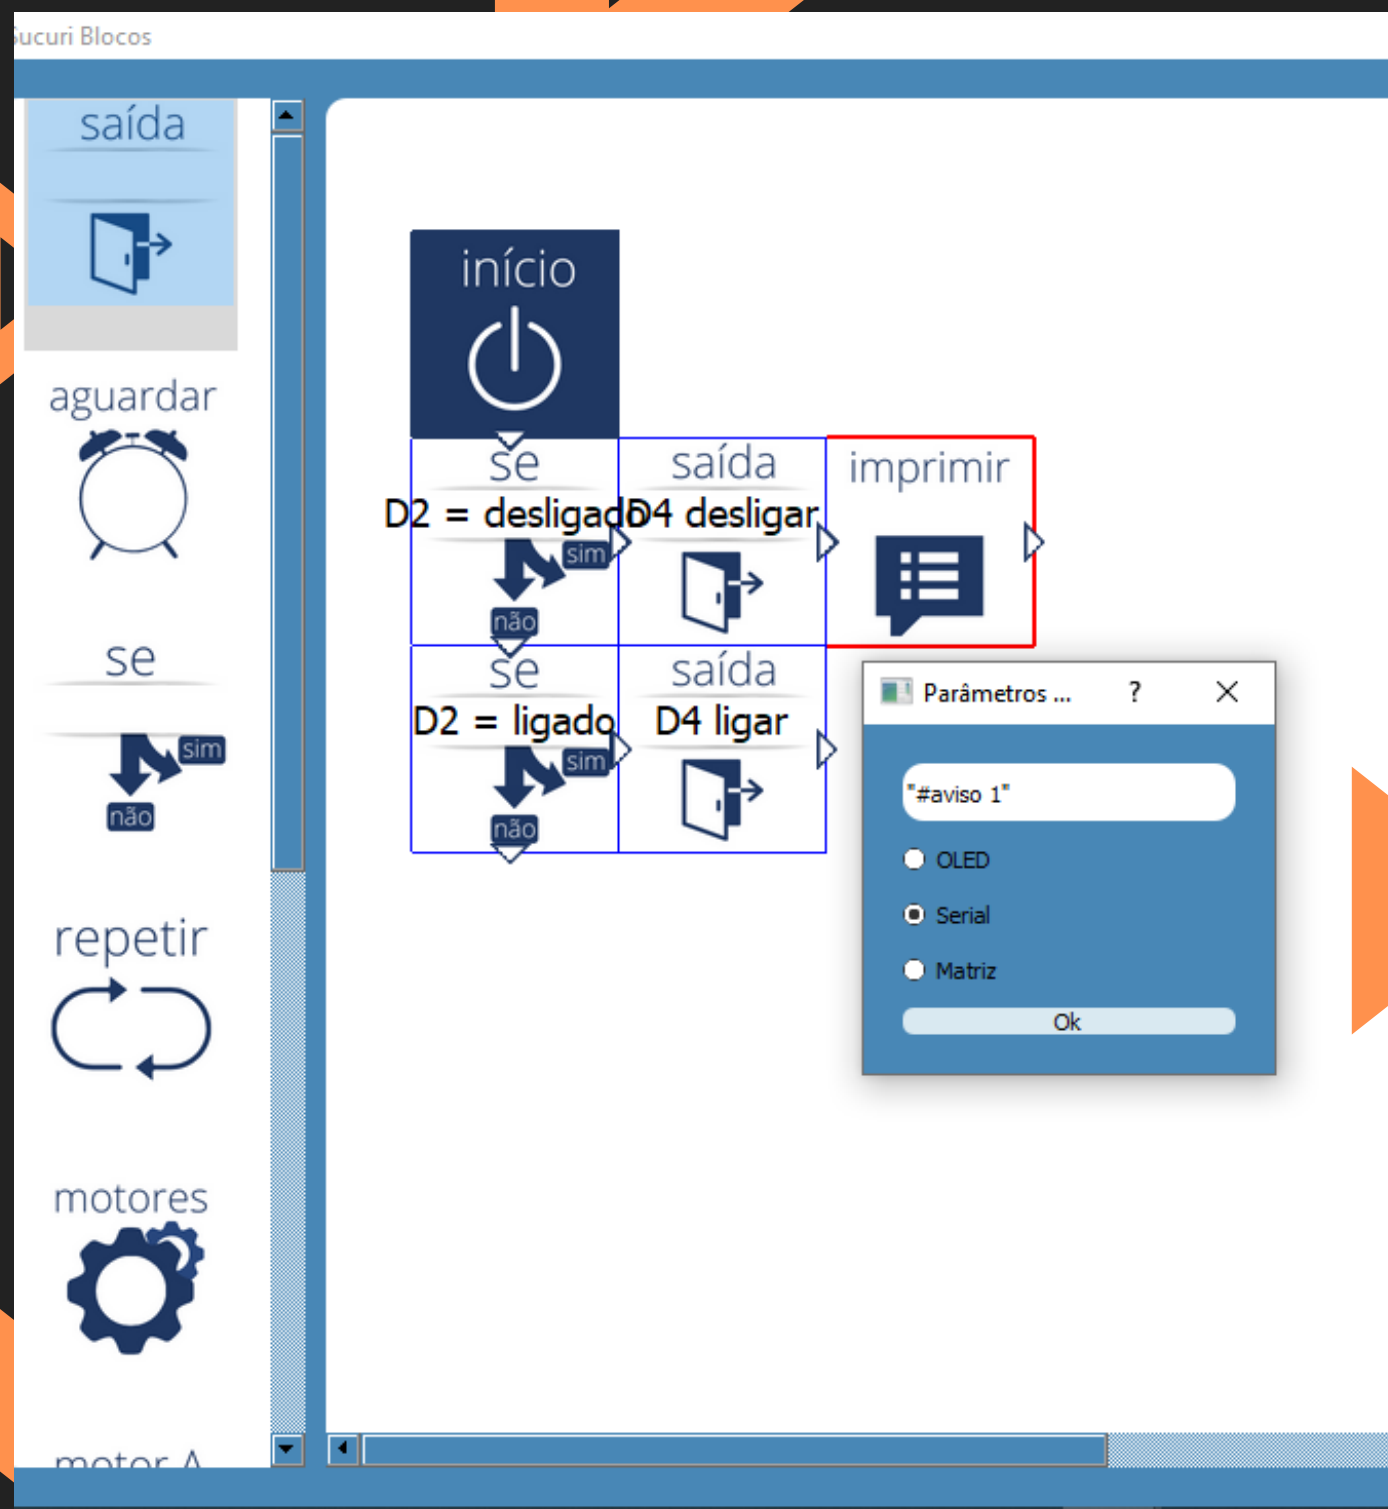 Sucuri Blocos
saída
aguardar
se
sim
não
repetir
motores
motor A
início
se
D2 = desligado
sim
não
saída
D4 desligar
imprimir
se
D2 = ligado
sim
não
saída
D4 ligar
Parâmetros ...
?
"#aviso 1"
OLED
Serial
Matriz
Ok